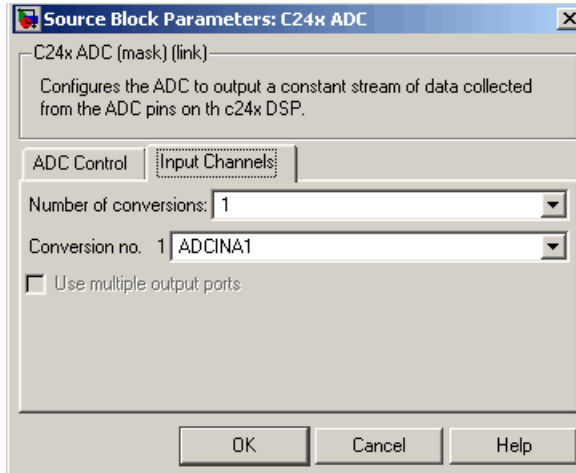 Source Block Parameters: C24x ADC
C24x ADC (mask) (link)
Configures the ADC to output a constant stream of data collected
from the ADC pins on th c24x DSP.
ADC Control Input Channels
Number of conversions: 1
Conversion no. 1 ADCINA1
Use multiple output ports
OK Cancel Help